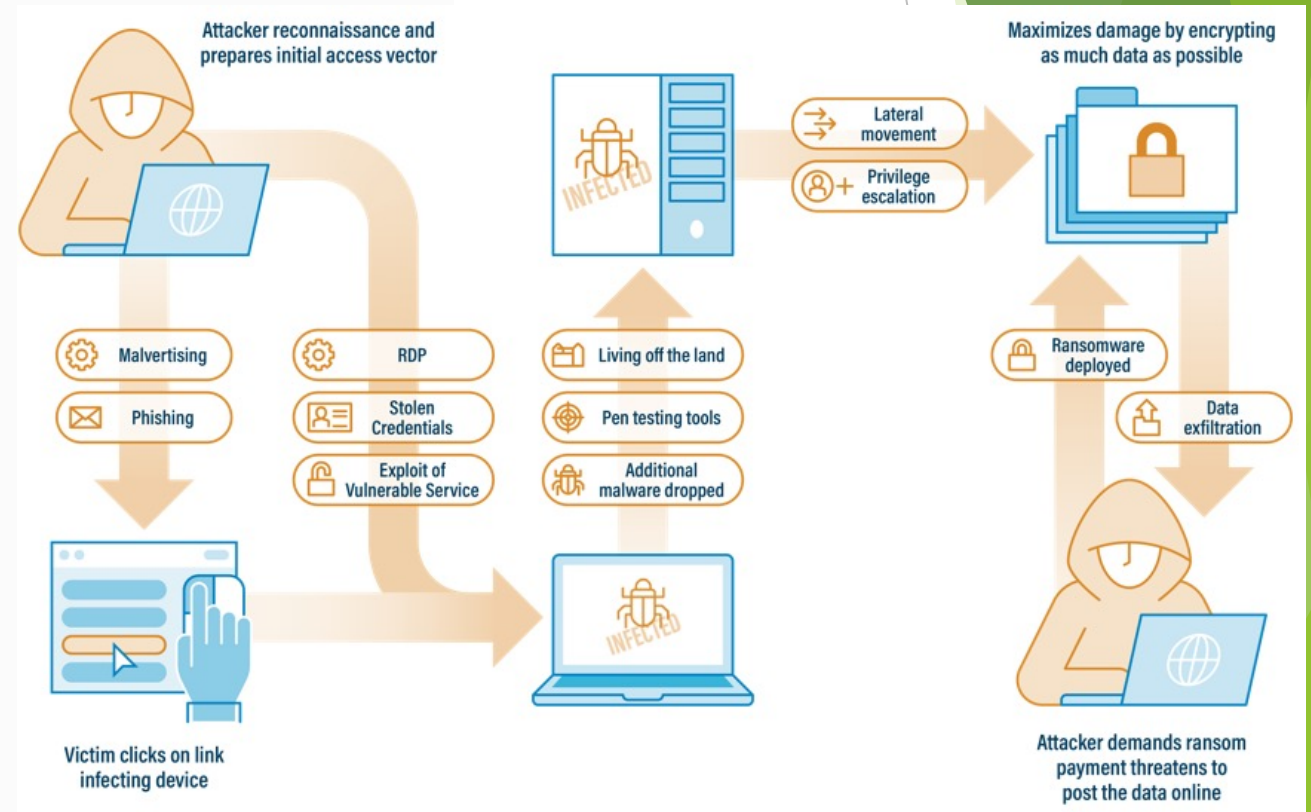 Attacker reconnaissance and
prepares initial access vector
Malvertising
Phishing
Victim clicks on link
infecting device
RDP
Stolen
Credentials
Exploit of
Vulnerable Service
INFECTED
Living off the land
Pen testing tools
Additional
malware dropped
INFECTED
Lateral
movement
Privilege
escalation
Maximizes damage by encrypting
as much data as possible
Ransomware
deployed
Data
exfiltration
Attacker demands ransom
payment threatens to
post the data online